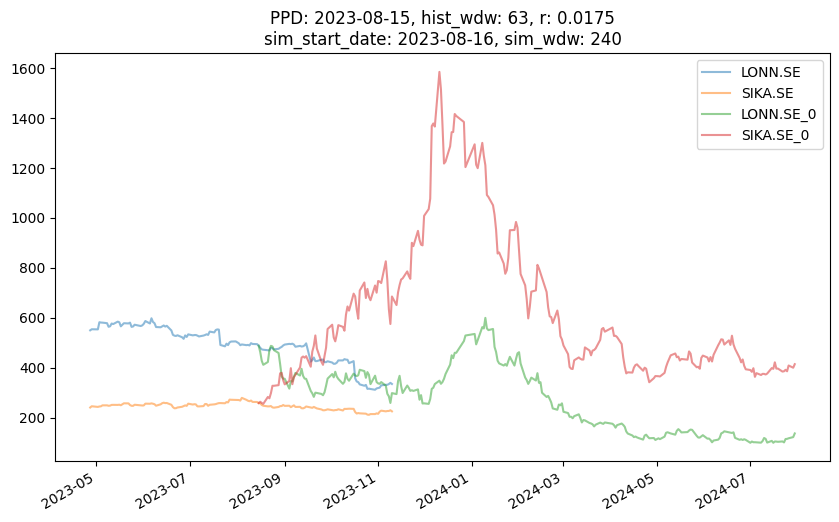 PPD: 2023-08-15, hist_wdw: 63, r: 0.0175
sim_start_date: 2023-08-16, sim_wdw: 240
LONN.SE
SIKA.SE
LONN.SE_0
SIKA.SE_0
1600
1400
1200
1000
800
600
400
200
2023-05
2023-07
2023-09
2023-11
2024-01
2024-03
2024-05
2024-07